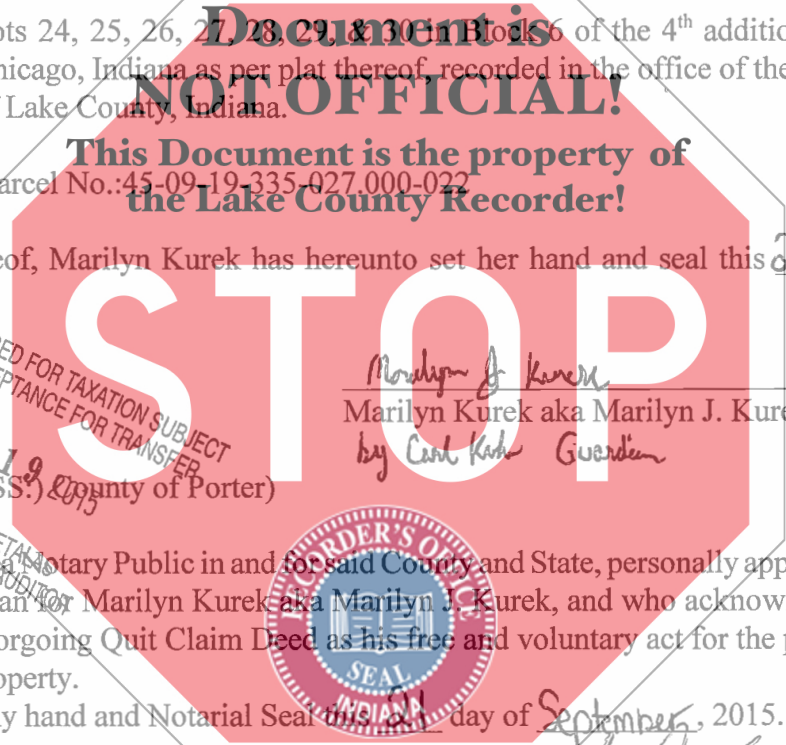 ots 24, 25, 26, 27, 28, 29, & 30 in Block 6 of the 4th additio
Document is
hicago, Indiana as per plat thereof, recorded in the office of the
NOT OFFICIAL!
f Lake County, Indiana.
This Document is the property of
arcel No.:45-09-19-335-027.000-022
the Lake County Recorder!
eof, Marilyn Kurek has hereunto set her hand and seal this
STOP
ED FOR TAXATION SUBJECT
EPTANCE FOR TRANSFER
Marilyn J. Kurek
Marilyn Kurek aka Marilyn J. Kure
by Carl Guardian
19 2015
SS.) County of Porter)
RECORDER'S OFFICE
a Notary Public in and for said County and State, personally app
AUDITOR
an for Marilyn Kurek aka Marilyn J. Kurek, and who acknow
orgoing Quit Claim Deed as his free and voluntary act for the p
SEAL
operty.
INDIANA
y hand and Notarial Seal this 21 day of September, 2015.